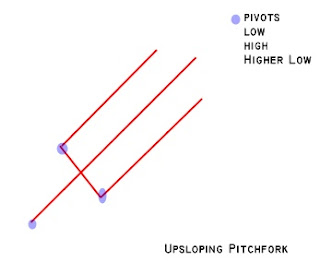 PIVOTS
LOW
HIGH
HIGHER LOW
UPSLOPING PITCHFORK